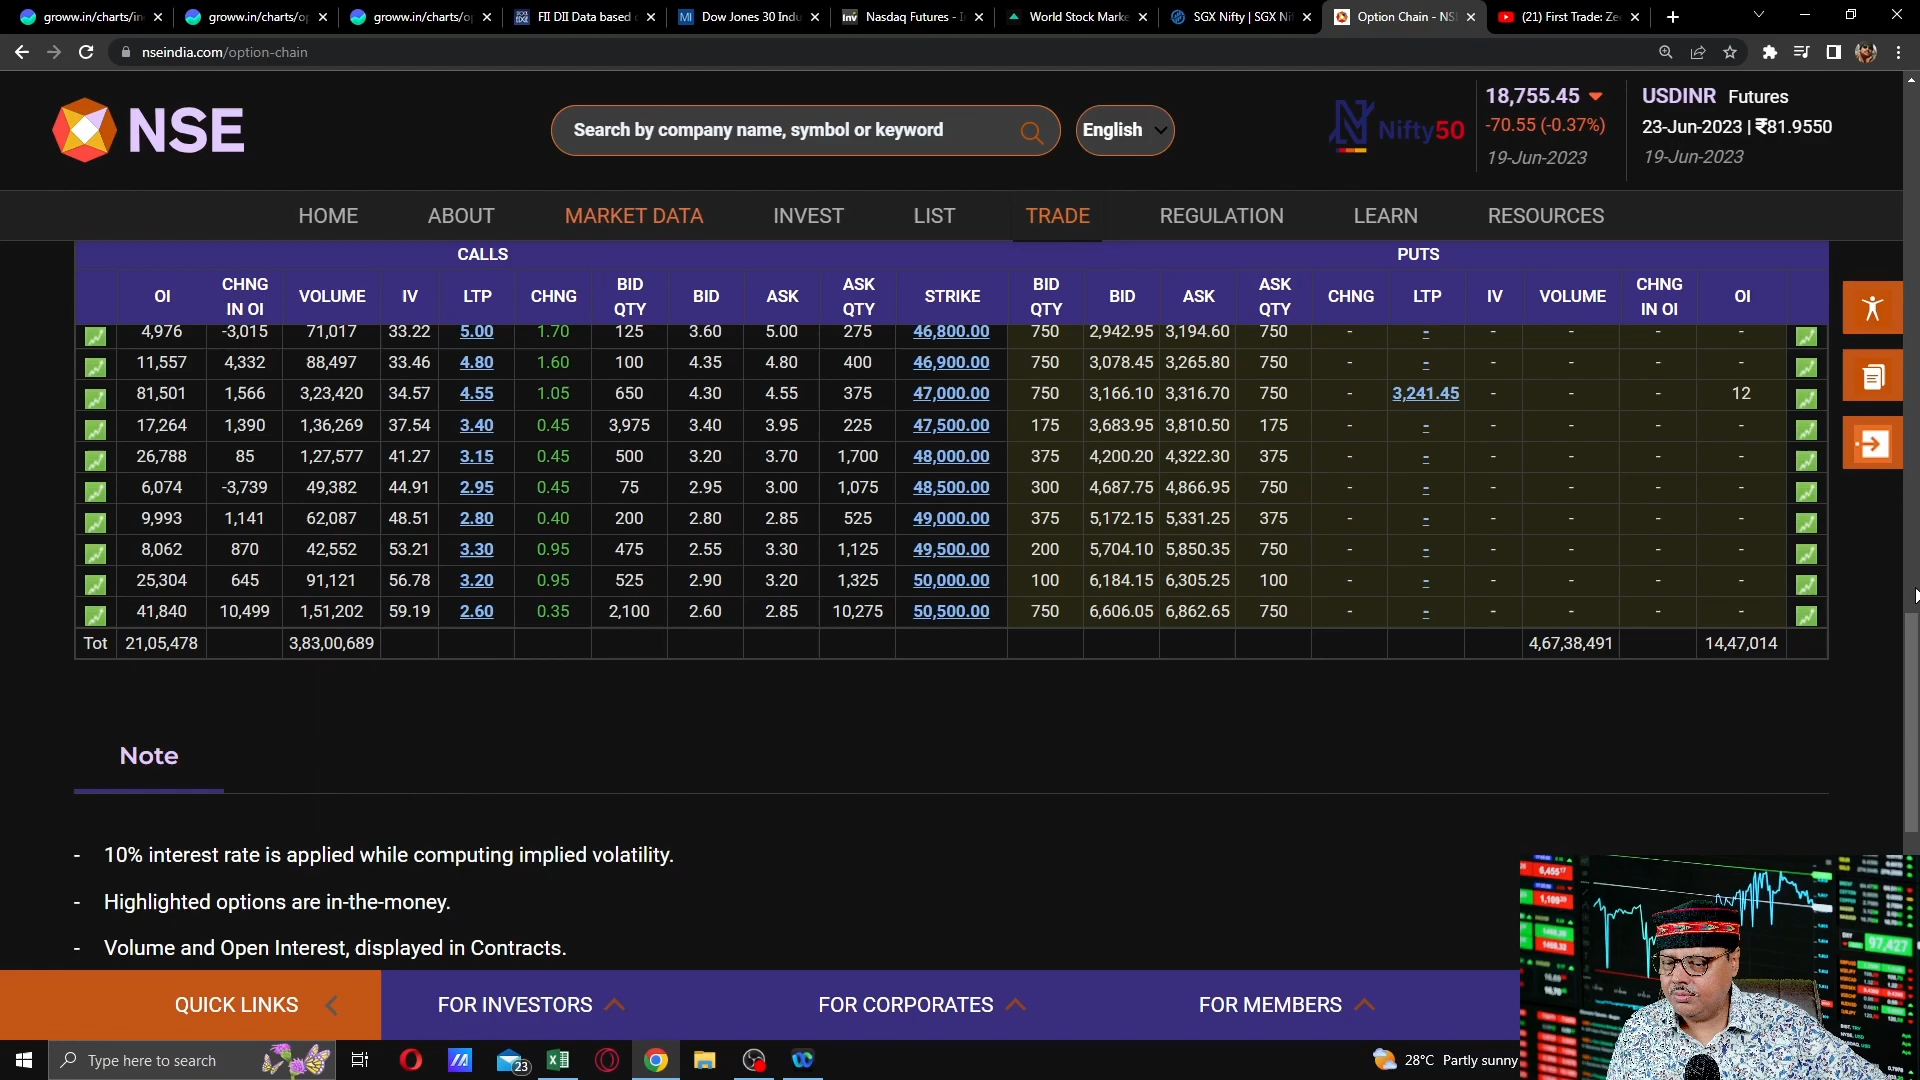 groww.in/charts/in
groww.in/charts/op
groww.in/charts/op
FII DII Data based
Dow Jones 30 Indu
Nasdaq Futures - I
World Stock Marke
SGX Nifty | SGX Ni
Option Chain - NS
(21) First Trade: Ze
nseindia.com/option-chain
NSE
Search by company name, symbol or keyword
English
Nifty50
18,755.45
-70.55 (-0.37%)
19-Jun-2023
USDINR Futures
23-Jun-2023 | ₹81.9550
19-Jun-2023
HOME ABOUT MARKET DATA INVEST LIST TRADE REGULATION LEARN RESOURCES
CALLS PUTS
OI CHNG IN OI VOLUME IV LTP CHNG BID QTY BID ASK ASK QTY STRIKE BID QTY BID ASK ASK QTY CHNG LTP IV VOLUME CHNG IN OI OI
4,976 -3,015 71,017 33.22 5.00 1.70 125 3.60 5.00 275 46,800.00 750 2,942.95 3,194.60 750 - - - - - -
11,557 4,332 88,497 33.46 4.80 1.60 100 4.35 4.80 400 46,900.00 750 3,078.45 3,265.80 750 - - - - - -
81,501 1,566 3,23,420 34.57 4.55 1.05 650 4.30 4.55 375 47,000.00 750 3,166.10 3,316.70 750 - 3,241.45 - - - 12
17,264 1,390 1,36,269 37.54 3.40 0.45 3,975 3.40 3.95 225 47,500.00 175 3,683.95 3,810.50 175 - - - - - -
26,788 85 1,27,577 41.27 3.15 0.45 500 3.20 3.70 1,700 48,000.00 375 4,200.20 4,322.30 375 - - - - - -
6,074 -3,739 49,382 44.91 2.95 0.45 75 2.95 3.00 1,075 48,500.00 300 4,687.75 4,866.95 750 - - - - - -
9,993 1,141 62,087 48.51 2.80 0.40 200 2.80 2.85 525 49,000.00 375 5,172.15 5,331.25 375 - - - - - -
8,062 870 42,552 53.21 3.30 0.95 475 2.55 3.30 1,125 49,500.00 200 5,704.10 5,850.35 750 - - - - - -
25,304 645 91,121 56.78 3.20 0.95 525 2.90 3.20 1,325 50,000.00 100 6,184.15 6,305.25 100 - - - - - -
41,840 10,499 1,51,202 59.19 2.60 0.35 2,100 2.60 2.85 10,275 50,500.00 750 6,606.05 6,862.65 750 - - - - - -
Tot 21,05,478 3,83,00,689 4,67,38,491 14,47,014
Note
- 10% interest rate is applied while computing implied volatility.
- Highlighted options are in-the-money.
- Volume and Open Interest, displayed in Contracts.
QUICK LINKS FOR INVESTORS FOR CORPORATES FOR MEMBERS
97,427
Type here to search
23
28°C Partly sunny